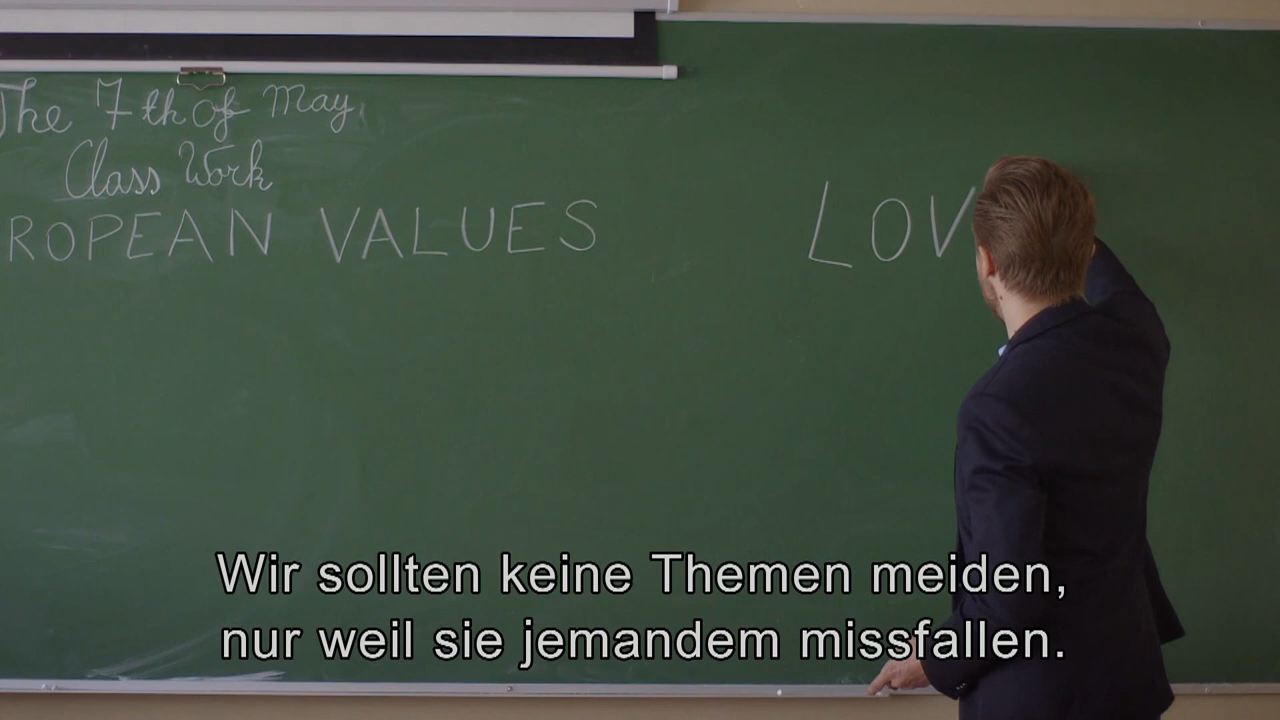 The 7th of May,
Class Work
ROPEAN VALUES
LOV
Wir sollten keine Themen meiden,
nur weil sie jemandem missfallen.